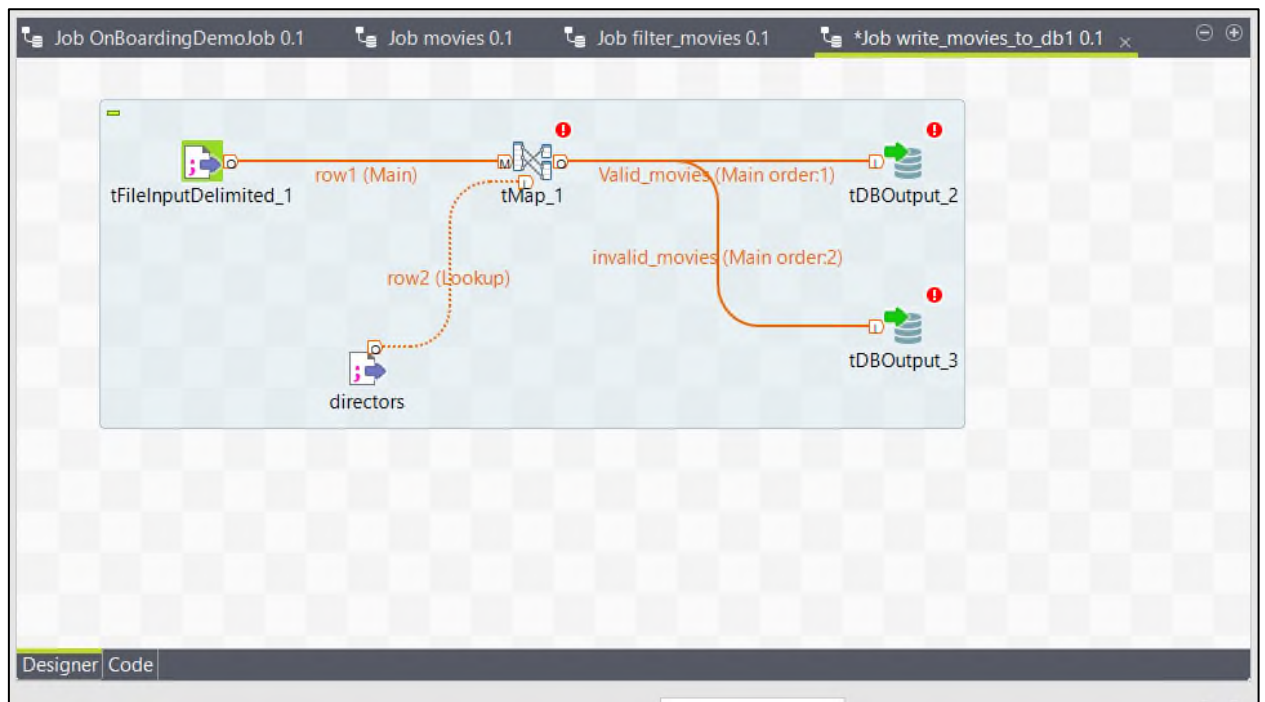 Job OnBoardingDemoJob 0.1
Job movies 0.1
Job filter_movies 0.1
*Job write_movies_to_db1 0.1
tFileInputDelimited_1
row1 (Main)
tMap_1
Valid_movies (Main order:1)
tDBOutput_2
row2 (Lookup)
invalid_movies (Main order:2)
directors
tDBOutput_3
Designer
Code